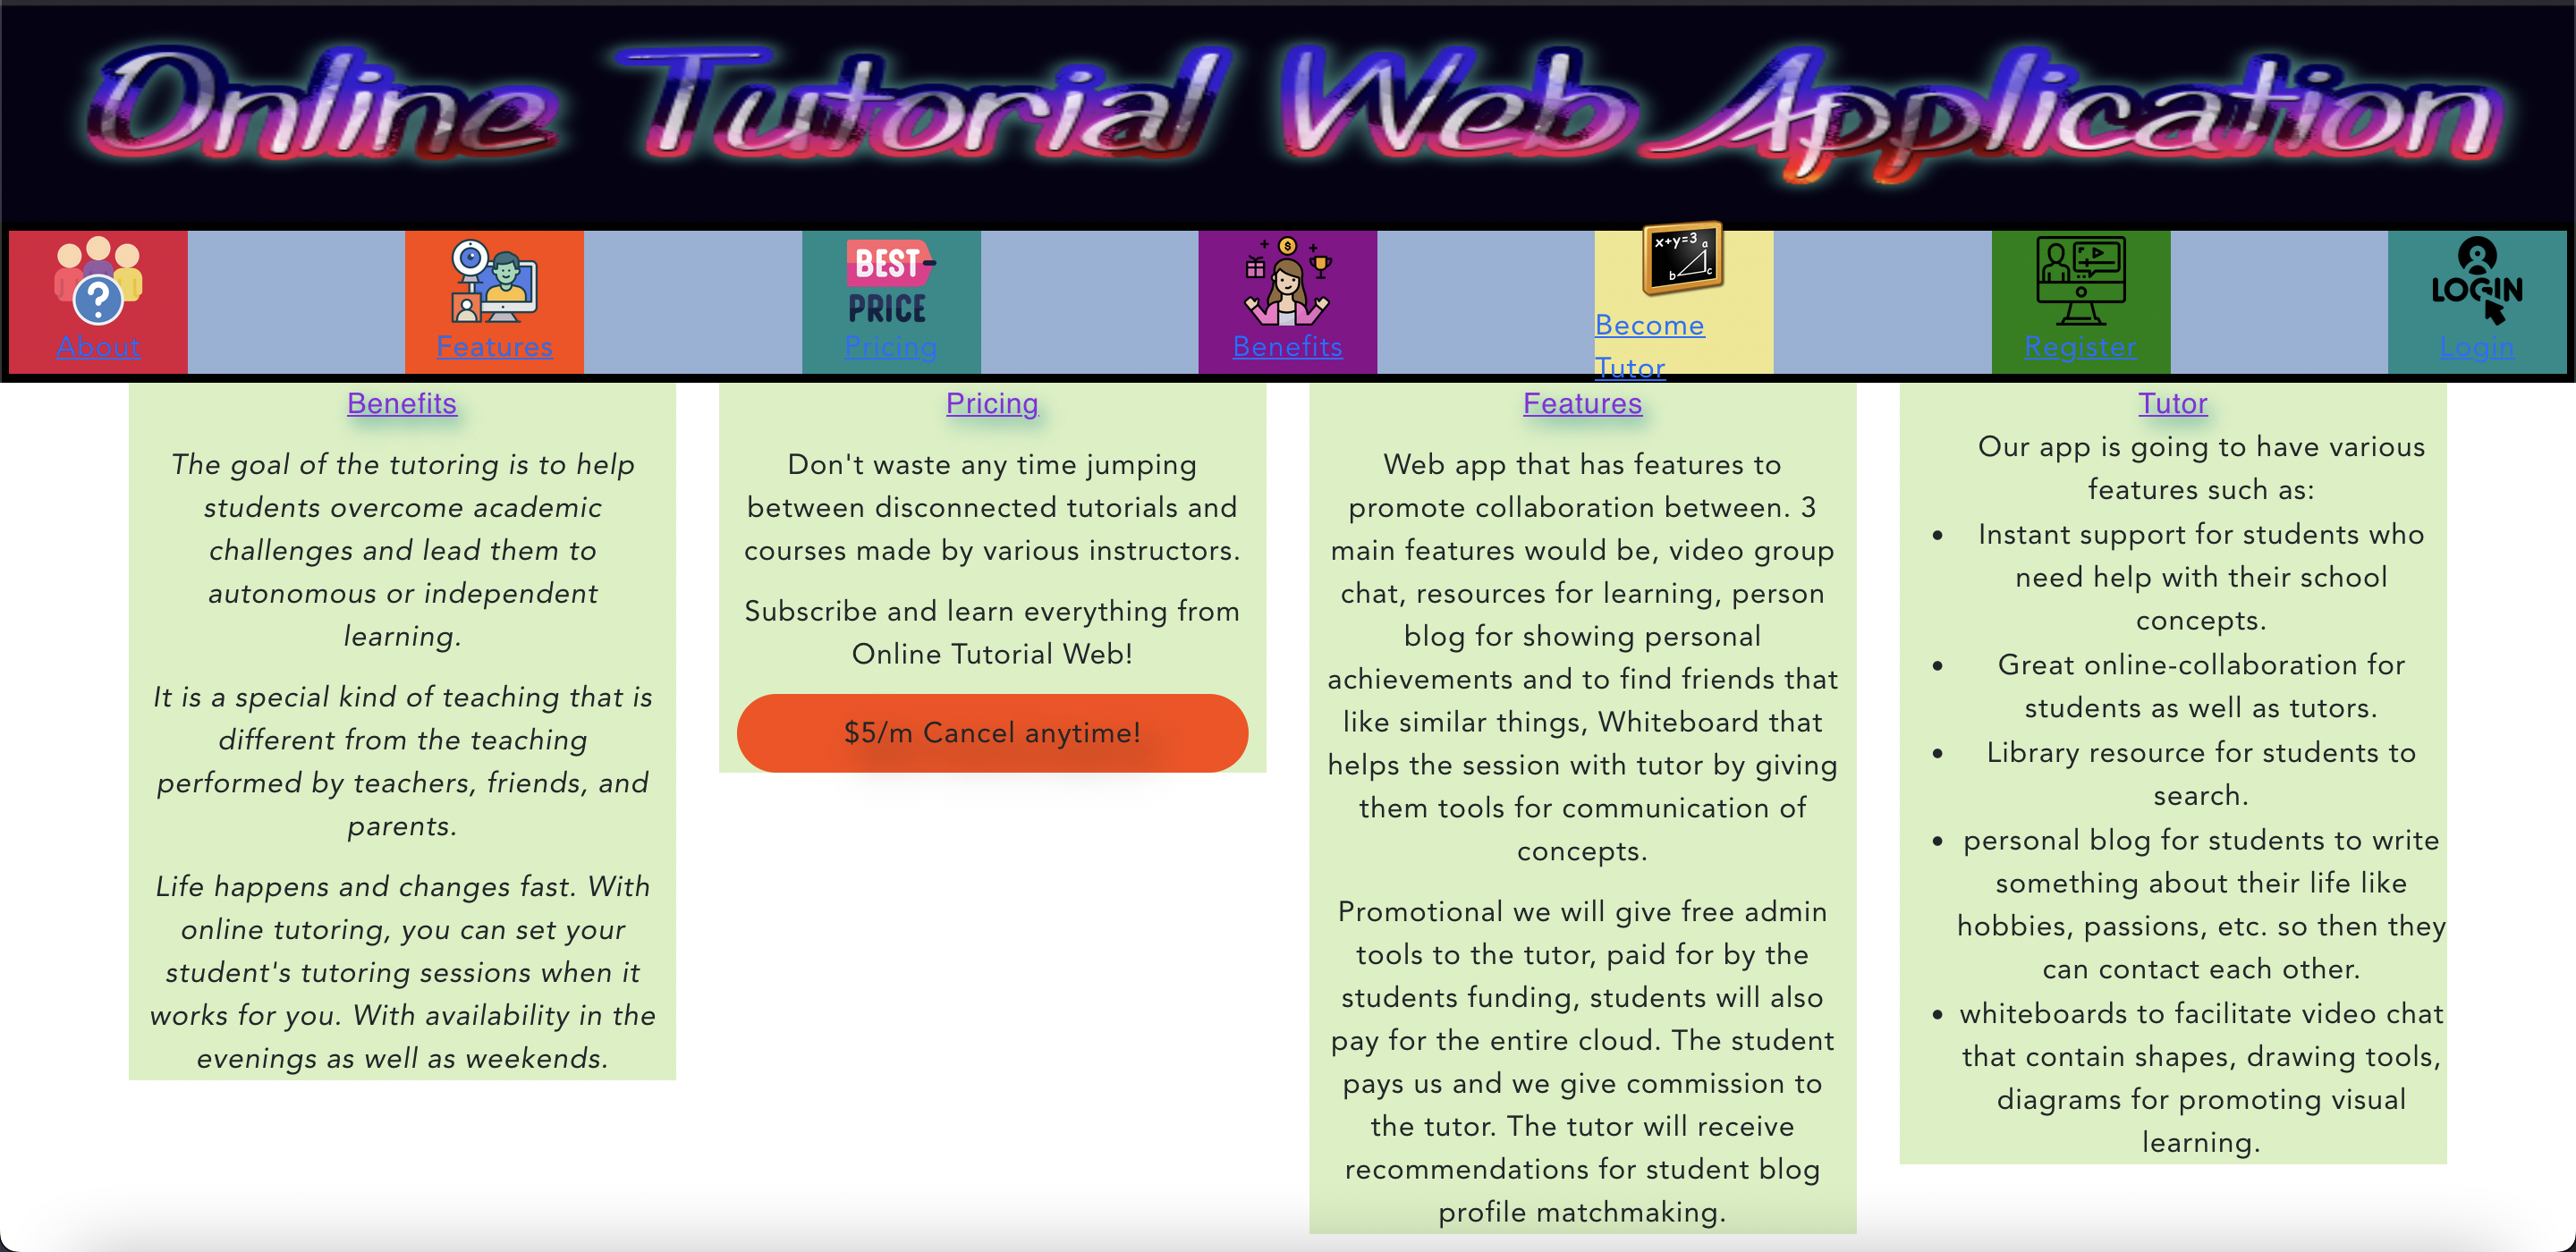 Online Tutorial Web Application
About
Features
BEST
PRICE
Pricing
Benefits
x+y=3
a
b
c
Become
Tutor
Register
LOGIN
Login
Benefits
The goal of the tutoring is to help
students overcome academic
challenges and lead them to
autonomous or independent
learning.
It is a special kind of teaching that is
different from the teaching
performed by teachers, friends, and
parents.
Life happens and changes fast. With
online tutoring, you can set your
student's tutoring sessions when it
works for you. With availability in the
evenings as well as weekends.
Pricing
Don't waste any time jumping
between disconnected tutorials and
courses made by various instructors.
Subscribe and learn everything from
Online Tutorial Web!
$5/m Cancel anytime!
Features
Web app that has features to
promote collaboration between. 3
main features would be, video group
chat, resources for learning, person
blog for showing personal
achievements and to find friends that
like similar things, Whiteboard that
helps the session with tutor by giving
them tools for communication of
concepts.
Promotional we will give free admin
tools to the tutor, paid for by the
students funding, students will also
pay for the entire cloud. The student
pays us and we give commission to
the tutor. The tutor will receive
recommendations for student blog
profile matchmaking.
Tutor
Our app is going to have various
features such as:
• Instant support for students who
need help with their school
concepts.
• Great online-collaboration for
students as well as tutors.
• Library resource for students to
search.
• personal blog for students to write
something about their life like
hobbies, passions, etc. so then they
can contact each other.
• whiteboards to facilitate video chat
that contain shapes, drawing tools,
diagrams for promoting visual
learning.